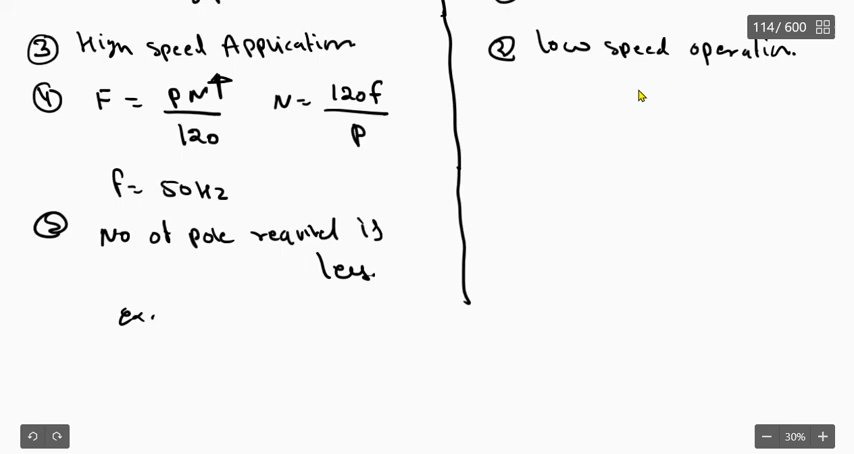 114 / 600
③ High speed Application
④ F = PN↑/120 N = 120f/P
f = 50Hz
⑤ No of pole required is
less.
ex.
② low speed operation.
30%